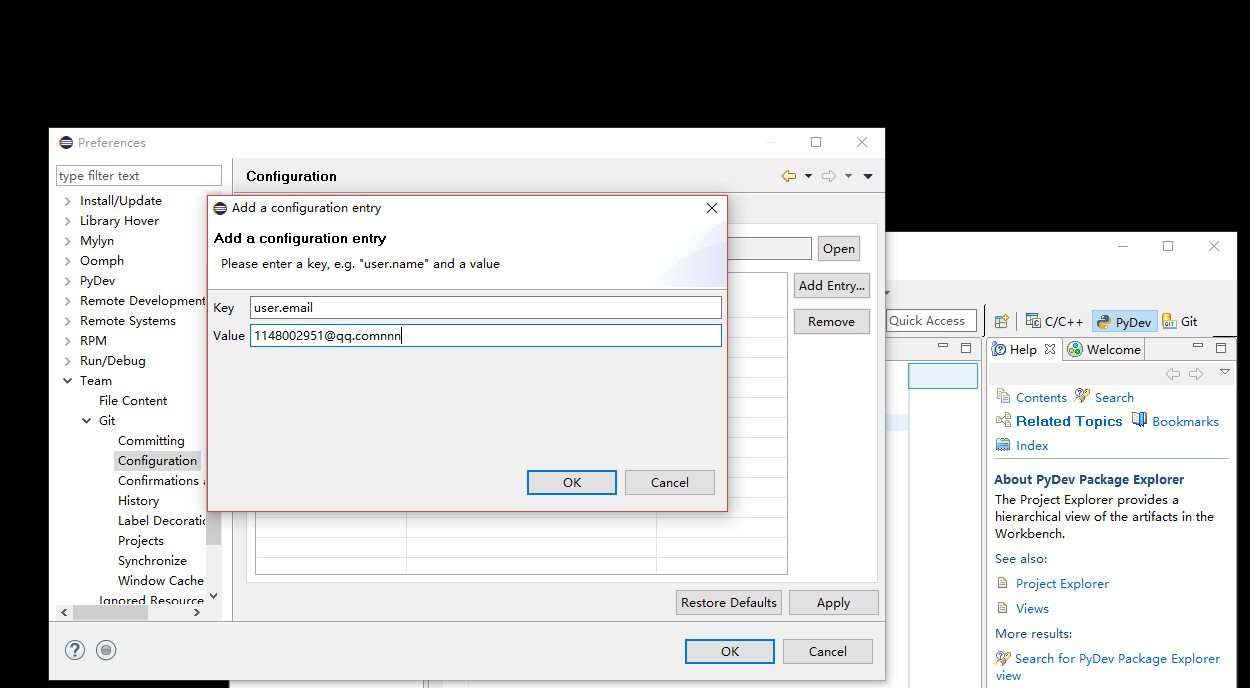 Preferences
type filter text
Configuration
Install/Update
Library Hover
Mylyn
Oomph
PyDev
Remote Development
Remote Systems
RPM
Run/Debug
Team
File Content
Git
Committing
Configuration
Confirmations
History
Label Decoratio
Projects
Synchronize
Window Cache
Ignored Resource
Add a configuration entry
Add a configuration entry
Please enter a key, e.g. "user.name" and a value
Key user.email
Value 1148002951@qq.comnnn
OK Cancel
Open
Add Entry...
Remove
Restore Defaults Apply
OK Cancel
Quick Access C/C++ PyDev Git
Help Welcome
Contents Search
Related Topics Bookmarks
Index
About PyDev Package Explorer
The Project Explorer provides a
hierarchical view of the artifacts in the
Workbench.
See also:
Project Explorer
Views
More results:
Search for PyDev Package Explorer
view